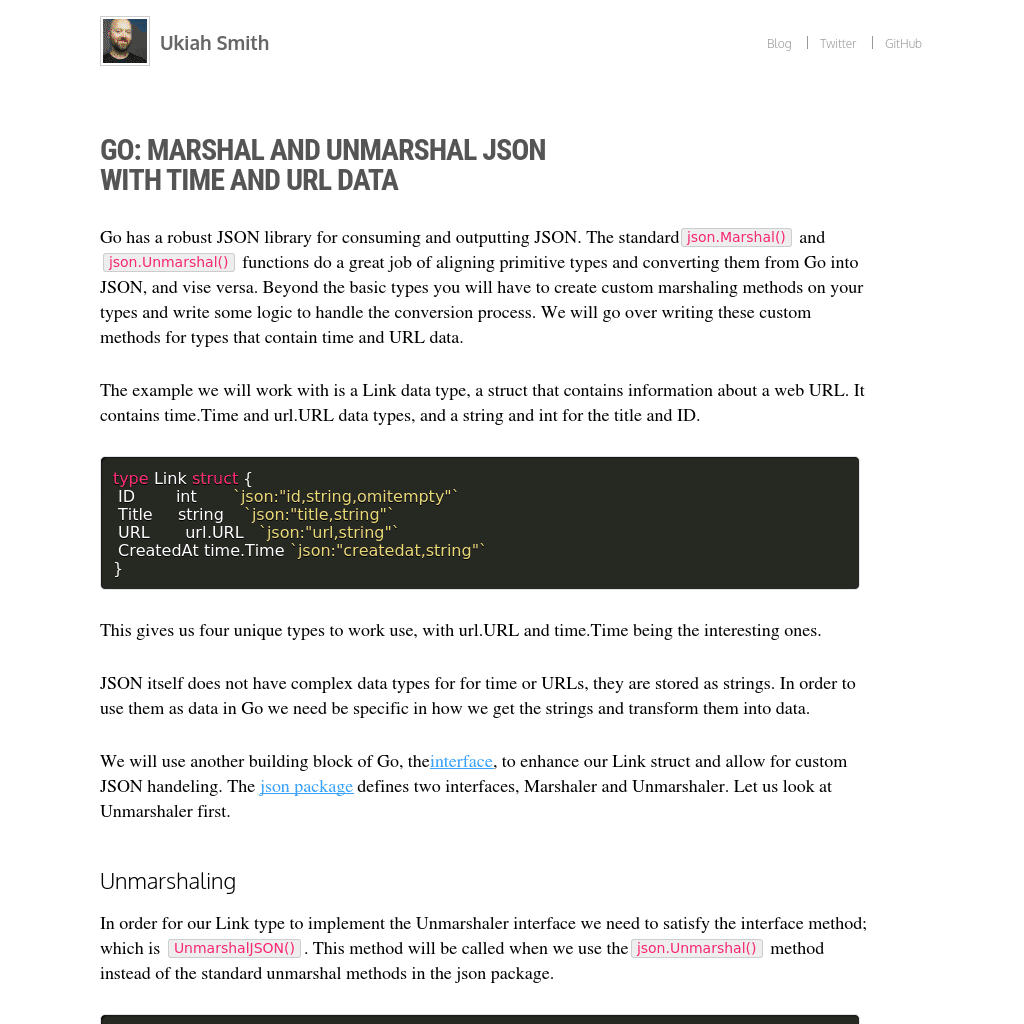 Ukiah Smith
Blog
Twitter
GitHub
GO: MARSHAL AND UNMARSHAL JSON
WITH TIME AND URL DATA
Go has a robust JSON library for consuming and outputting JSON. The standard json.Marshal() and
json.Unmarshal() functions do a great job of aligning primitive types and converting them from Go into
JSON, and vise versa. Beyond the basic types you will have to create custom marshaling methods on your
types and write some logic to handle the conversion process. We will go over writing these custom
methods for types that contain time and URL data.
The example we will work with is a Link data type, a struct that contains information about a web URL. It
contains time.Time and url.URL data types, and a string and int for the title and ID.
type Link struct {
ID int `json:"id,string,omitempty"`
Title string `json:"title,string"`
URL url.URL `json:"url,string"`
CreatedAt time.Time `json:"createdat,string"`
}
This gives us four unique types to work use, with url.URL and time.Time being the interesting ones.
JSON itself does not have complex data types for for time or URLs, they are stored as strings. In order to
use them as data in Go we need be specific in how we get the strings and transform them into data.
We will use another building block of Go, theinterface, to enhance our Link struct and allow for custom
JSON handeling. The json package defines two interfaces, Marshaler and Unmarshaler. Let us look at
Unmarshaler first.
Unmarshaling
In order for our Link type to implement the Unmarshaler interface we need to satisfy the interface method;
which is UnmarshalJSON() . This method will be called when we use the json.Unmarshal() method
instead of the standard unmarshal methods in the json package.